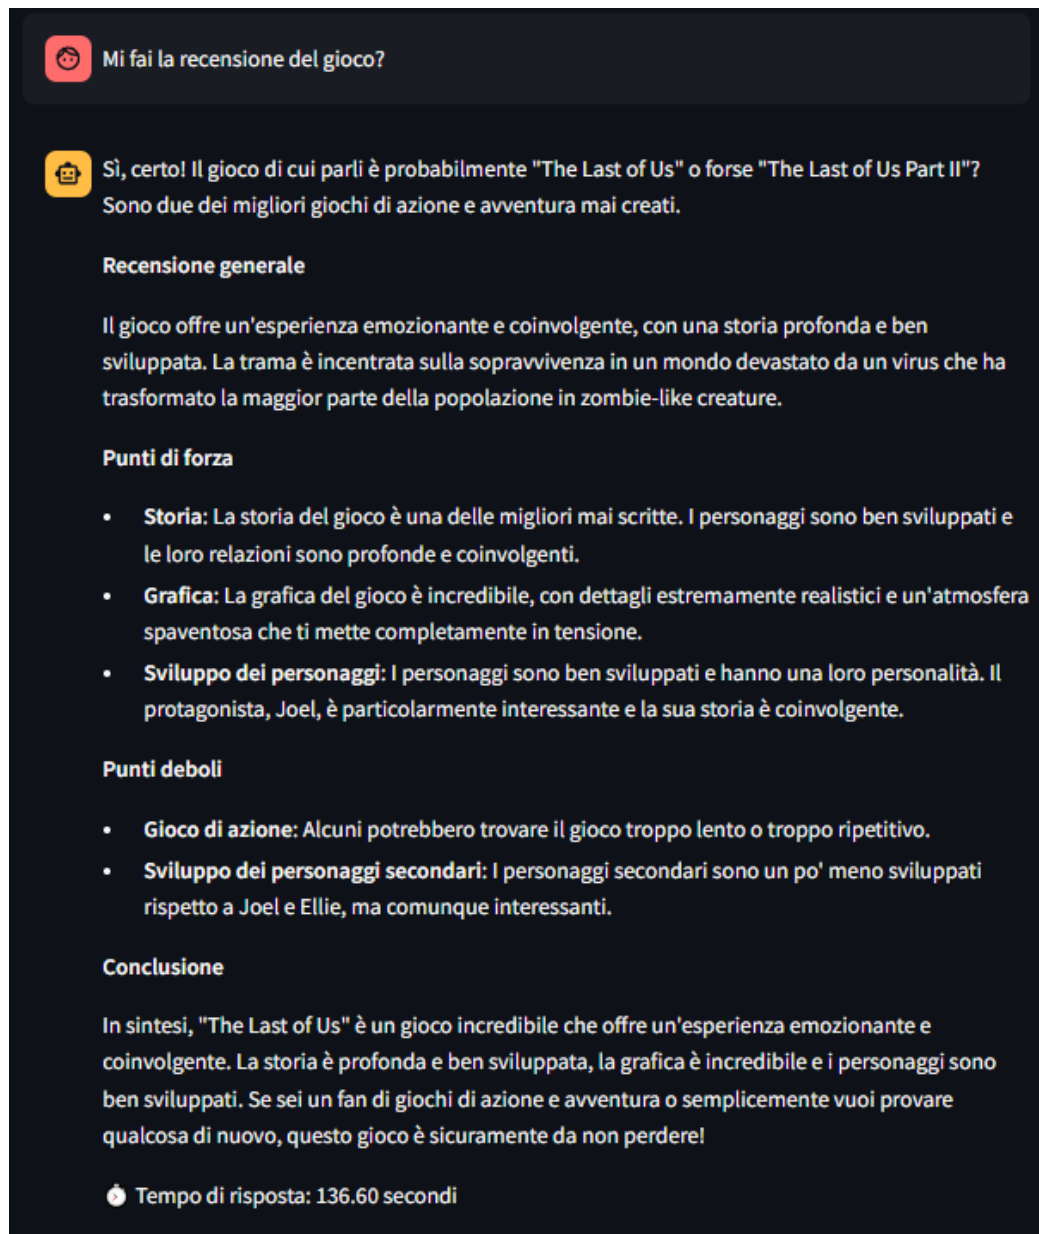 Mi fai la recensione del gioco?
Sì, certo! Il gioco di cui parli è probabilmente "The Last of Us" o forse "The Last of Us Part II"?
Sono due dei migliori giochi di azione e avventura mai creati.
Recensione generale
Il gioco offre un'esperienza emozionante e coinvolgente, con una storia profonda e ben
sviluppata. La trama è incentrata sulla sopravvivenza in un mondo devastato da un virus che ha
trasformato la maggior parte della popolazione in zombie-like creature.
Punti di forza
• Storia: La storia del gioco è una delle migliori mai scritte. I personaggi sono ben sviluppati e
le loro relazioni sono profonde e coinvolgenti.
• Grafica: La grafica del gioco è incredibile, con dettagli estremamente realistici e un'atmosfera
spaventosa che ti mette completamente in tensione.
• Sviluppo dei personaggi: I personaggi sono ben sviluppati e hanno una loro personalità. Il
protagonista, Joel, è particolarmente interessante e la sua storia è coinvolgente.
Punti deboli
• Gioco di azione: Alcuni potrebbero trovare il gioco troppo lento o troppo ripetitivo.
• Sviluppo dei personaggi secondari: I personaggi secondari sono un po' meno sviluppati
rispetto a Joel e Ellie, ma comunque interessanti.
Conclusione
In sintesi, "The Last of Us" è un gioco incredibile che offre un'esperienza emozionante e
coinvolgente. La storia è profonda e ben sviluppata, la grafica è incredibile e i personaggi sono
ben sviluppati. Se sei un fan di giochi di azione e avventura o semplicemente vuoi provare
qualcosa di nuovo, questo gioco è sicuramente da non perdere!
Tempo di risposta: 136.60 secondi